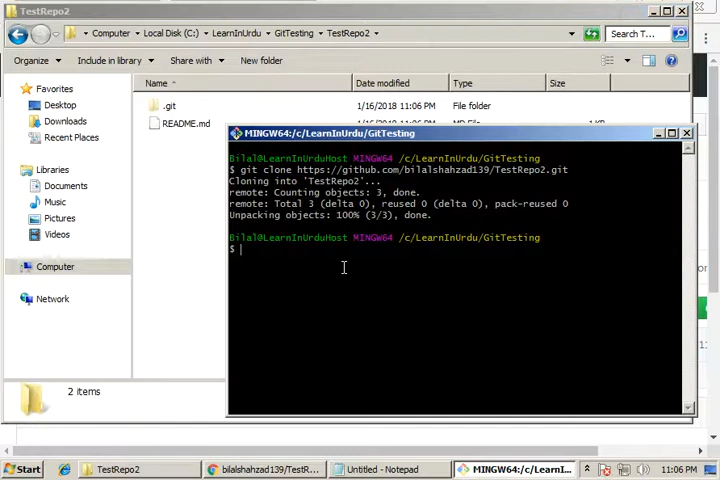 TestRepo2
Computer Local Disk (C:) LearnInUrdu GitTesting TestRepo2
Search T...
Organize Include in library Share with New folder
Name Date modified Type Size
Favorites
Desktop
Downloads
Recent Places
Libraries
Documents
Music
Pictures
Videos
Computer
Network
.git 1/16/2018 11:06 PM File folder
README.md
MINGW64:/c/LearnInUrdu/GitTesting
Bilal@LearnInUrduHost MINGW64 /c/LearnInUrdu/GitTesting
$ git clone https://github.com/bilalshahzad139/TestRepo2.git
Cloning into 'TestRepo2'...
remote: Counting objects: 3, done.
remote: Total 3 (delta 0), reused 0 (delta 0), pack-reused 0
Unpacking objects: 100% (3/3), done.
Bilal@LearnInUrduHost MINGW64 /c/LearnInUrdu/GitTesting
$
2 items
Start TestRepo2 bilalshahzad139/TestR... Untitled - Notepad MINGW64:/c/LearnI... 11:06 PM